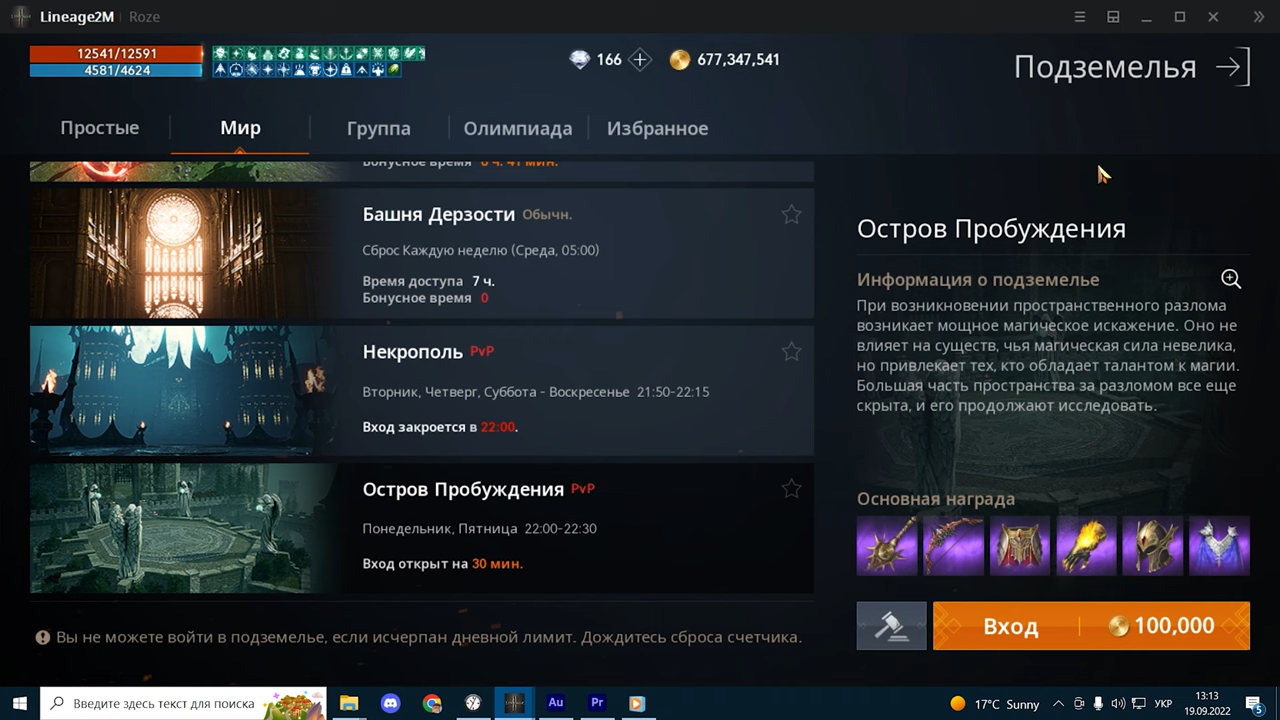 Lineage2M Roze
12541/12591
4581/4624
166
677,347,541
Подземелья
Простые
Мир
Группа
Олимпиада
Избранное
Бонусное время 6 ч. 41 мин.
Башня Дерзости Обычн.
Сброс Каждую неделю (Среда, 05:00)
Время доступа 7 ч.
Бонусное время 0
Некрополь PvP
Вторник, Четверг, Суббота - Воскресенье 21:50-22:15
Вход закроется в 22:00.
Остров Пробуждения PvP
Понедельник, Пятница 22:00-22:30
Вход открыт на 30 мин.
Вы не можете войти в подземелье, если исчерпан дневной лимит. Дождитесь сброса счетчика.
Остров Пробуждения
Информация о подземелье
При возникновении пространственного разлома
возникает мощное магическое искажение. Оно не
влияет на существ, чья магическая сила невелика,
но привлекает тех, кто обладает талантом к магии.
Большая часть пространства за разломом все еще
скрыта, и его продолжают исследовать.
Основная награда
Вход 100,000
Введите здесь текст для поиска
Au
Pr
17°C Sunny
УКР
13:13
19.09.2022
5